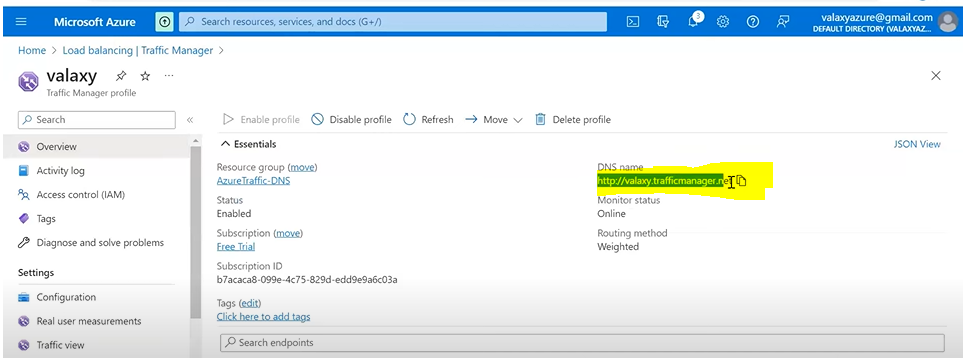 Microsoft Azure
Search resources, services, and docs (G+/)
3
valaxyazure@gmail.com
DEFAULT DIRECTORY (VALAXYAZ...
Home > Load balancing | Traffic Manager >
valaxy
Traffic Manager profile
Search
«
Enable profile Disable profile Refresh Move Delete profile
Overview
Activity log
Access control (IAM)
Tags
Diagnose and solve problems
Settings
Configuration
Real user measurements
Traffic view
Essentials
JSON View
Resource group (move)
AzureTraffic-DNS
Status
Enabled
Subscription (move)
Free Trial
Subscription ID
b7acaca8-099e-4c75-829d-edd9e9a6c03a
Tags (edit)
Click here to add tags
DNS name
http://valaxy.trafficmanager.net
Monitor status
Online
Routing method
Weighted
Search endpoints